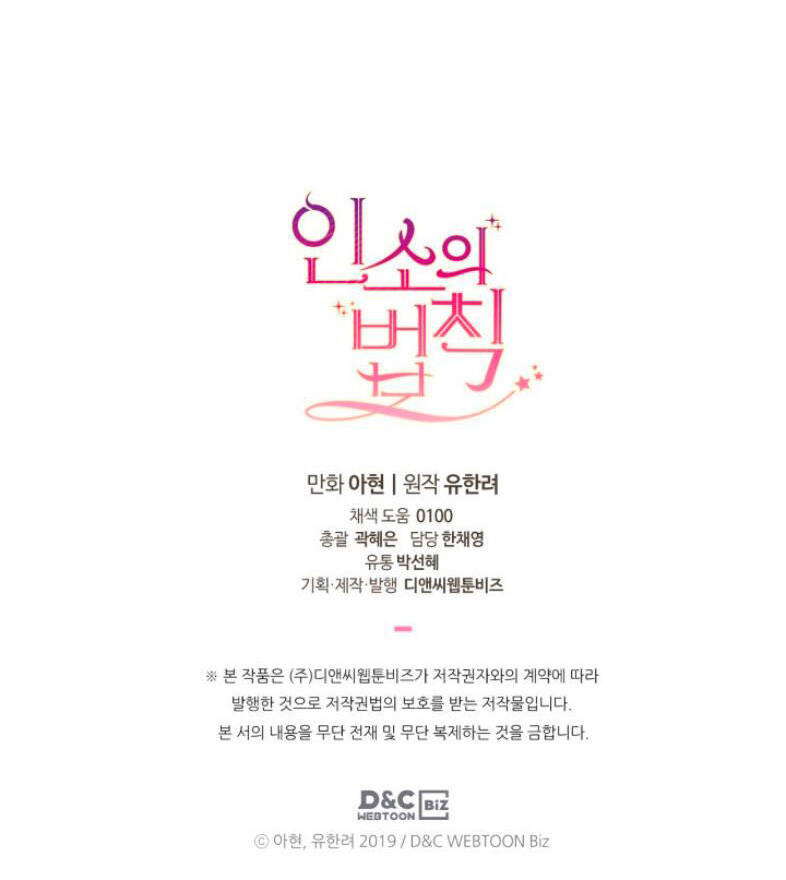 인소의
법칙
만화 아현 | 원작 유한려
채색 도움 0100
총괄 곽혜은 담당 한채영
유통 박선혜
기획·제작·발행 디앤씨웹툰비즈
※ 본 작품은 (주)디앤씨웹툰비즈가 저작권자와의 계약에 따라
발행한 것으로 저작권법의 보호를 받는 저작물입니다.
본 서의 내용을 무단 전재 및 무단 복제하는 것을 금합니다.
D&C BiZ
WEBTOON
ⓒ 아현, 유한려 2019 / D&C WEBTOON Biz